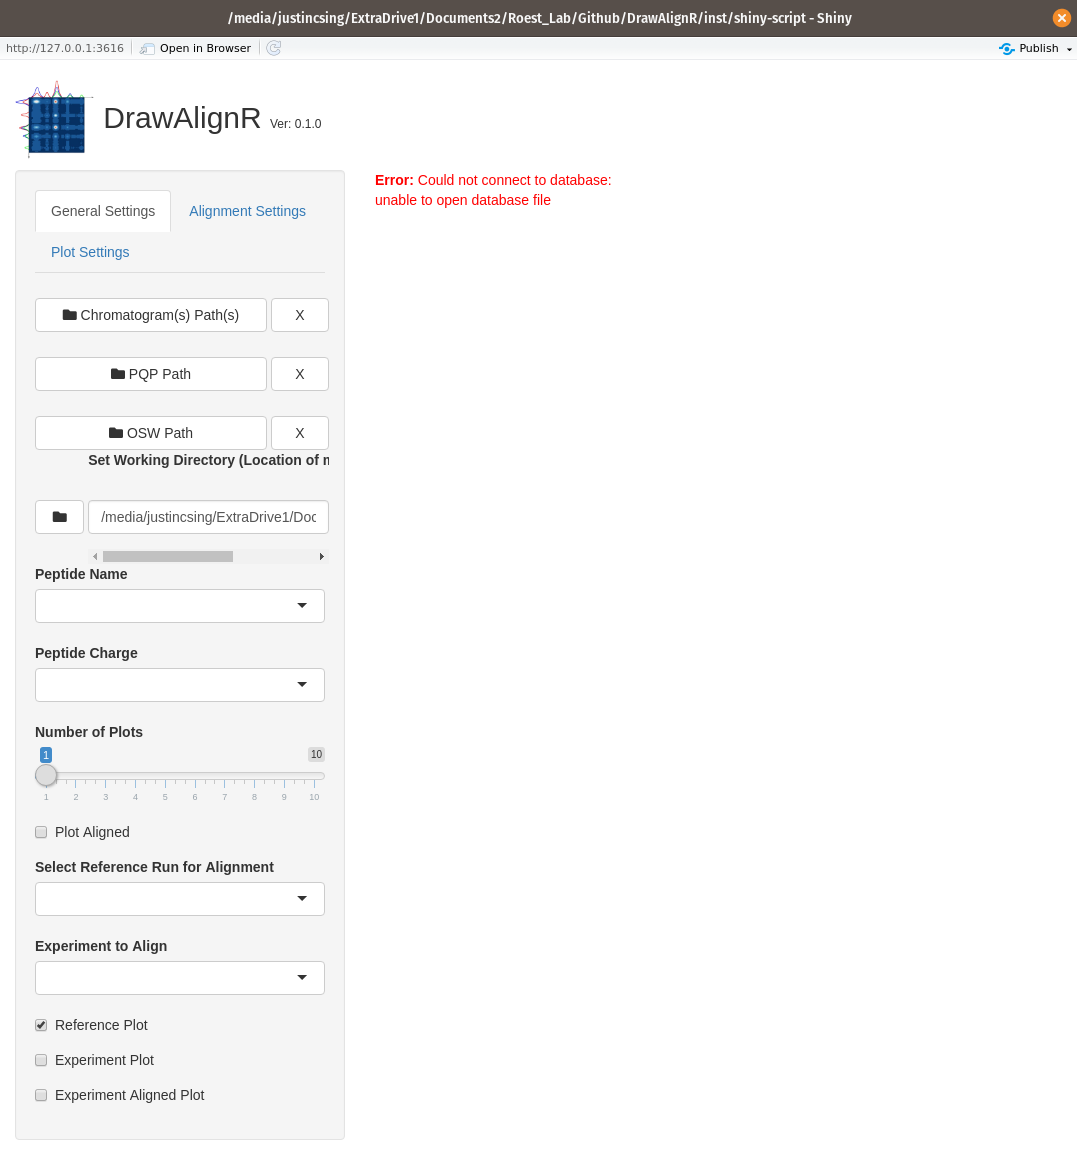 /media/justincsing/ExtraDrive1/Documents2/Roest_Lab/Github/DrawAlignR/inst/shiny-script - Shiny
http://127.0.0.1:3616
Open in Browser
Publish
DrawAlignR Ver: 0.1.0
General Settings
Alignment Settings
Plot Settings
Chromatogram(s) Path(s)
X
PQP Path
X
OSW Path
X
Set Working Directory (Location of
/media/justincsing/ExtraDrive1/Doc
Peptide Name
Peptide Charge
Number of Plots
1
10
1 2 3 4 5 6 7 8 9 10
Plot Aligned
Select Reference Run for Alignment
Experiment to Align
Reference Plot
Experiment Plot
Experiment Aligned Plot
Error: Could not connect to database:
unable to open database file